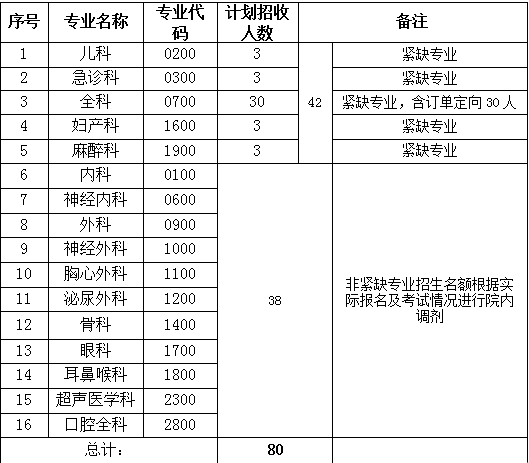 序号 专业名称 专业代码 计划招收人数 备注
1 儿科 0200 3 42 紧缺专业
2 急诊科 0300 3 紧缺专业
3 全科 0700 30 紧缺专业，含订单定向30人
4 妇产科 1600 3 紧缺专业
5 麻醉科 1900 3 紧缺专业
6 内科 0100 38 非紧缺专业招生名额根据实际报名及考试情况进行院内调剂
7 神经内科 0600
8 外科 0900
9 神经外科 1000
10 胸心外科 1100
11 泌尿外科 1200
12 骨科 1400
13 眼科 1700
14 耳鼻喉科 1800
15 超声医学科 2300
16 口腔全科 2800
总计： 80